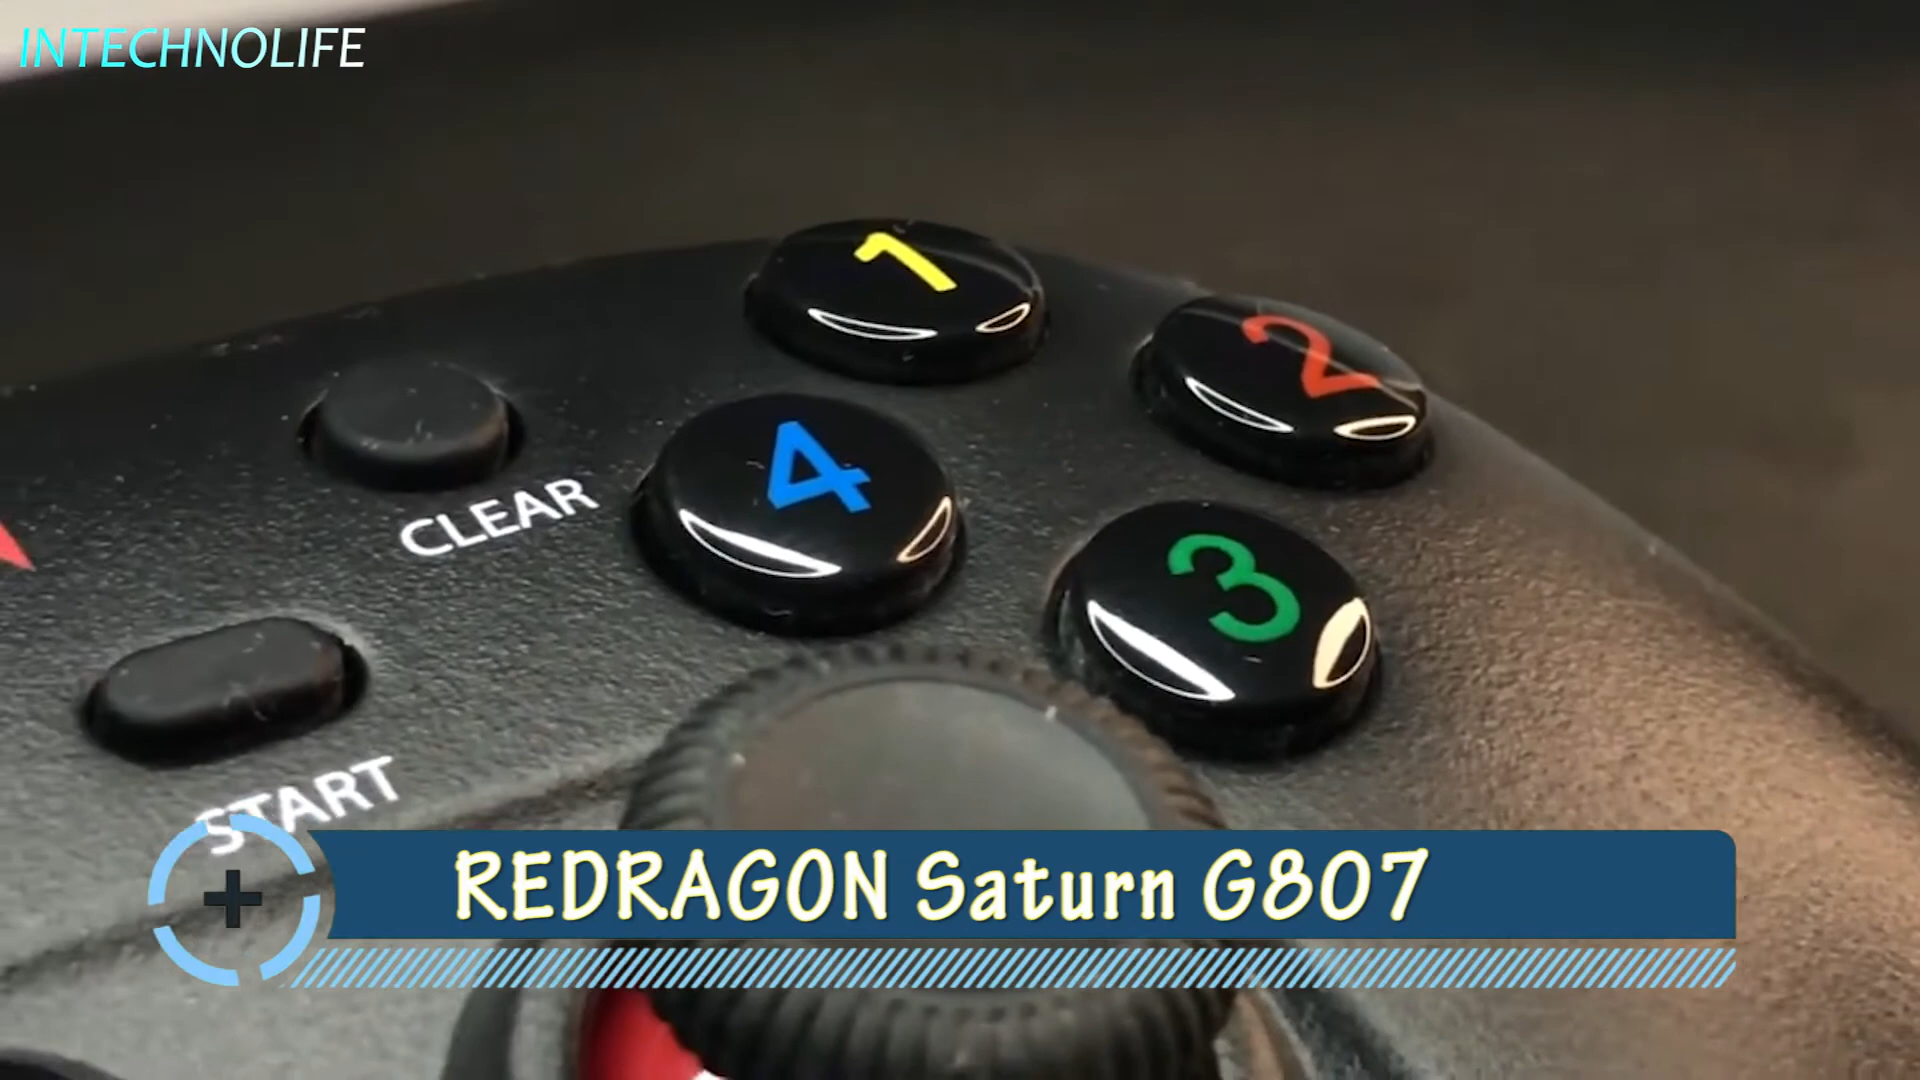 INTECHNOLIFE
1
2
4
CLEAR
3
START
REDRAGON Saturn G807